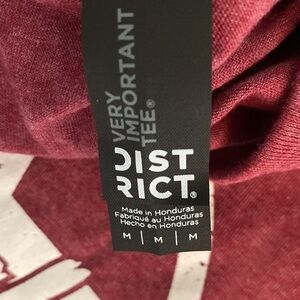 VERY
IMPORTANT
TEE®
DIST
RICT.
Made in Honduras
Fabriqué au Honduras
Hecho en Honduras
M | M | M